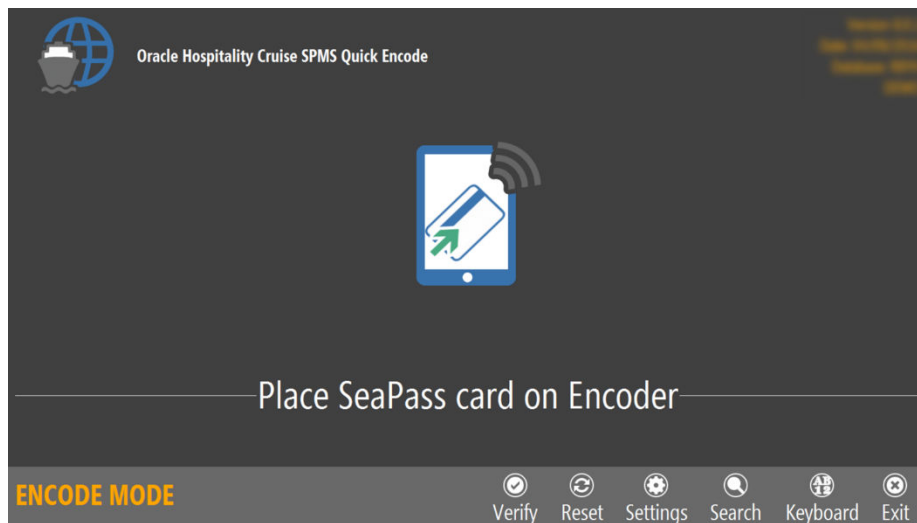 Oracle Hospitality Cruise SPMS Quick Encode
Place SeaPass card on Encoder
ENCODE MODE
Verify Reset Settings Search Keyboard Exit